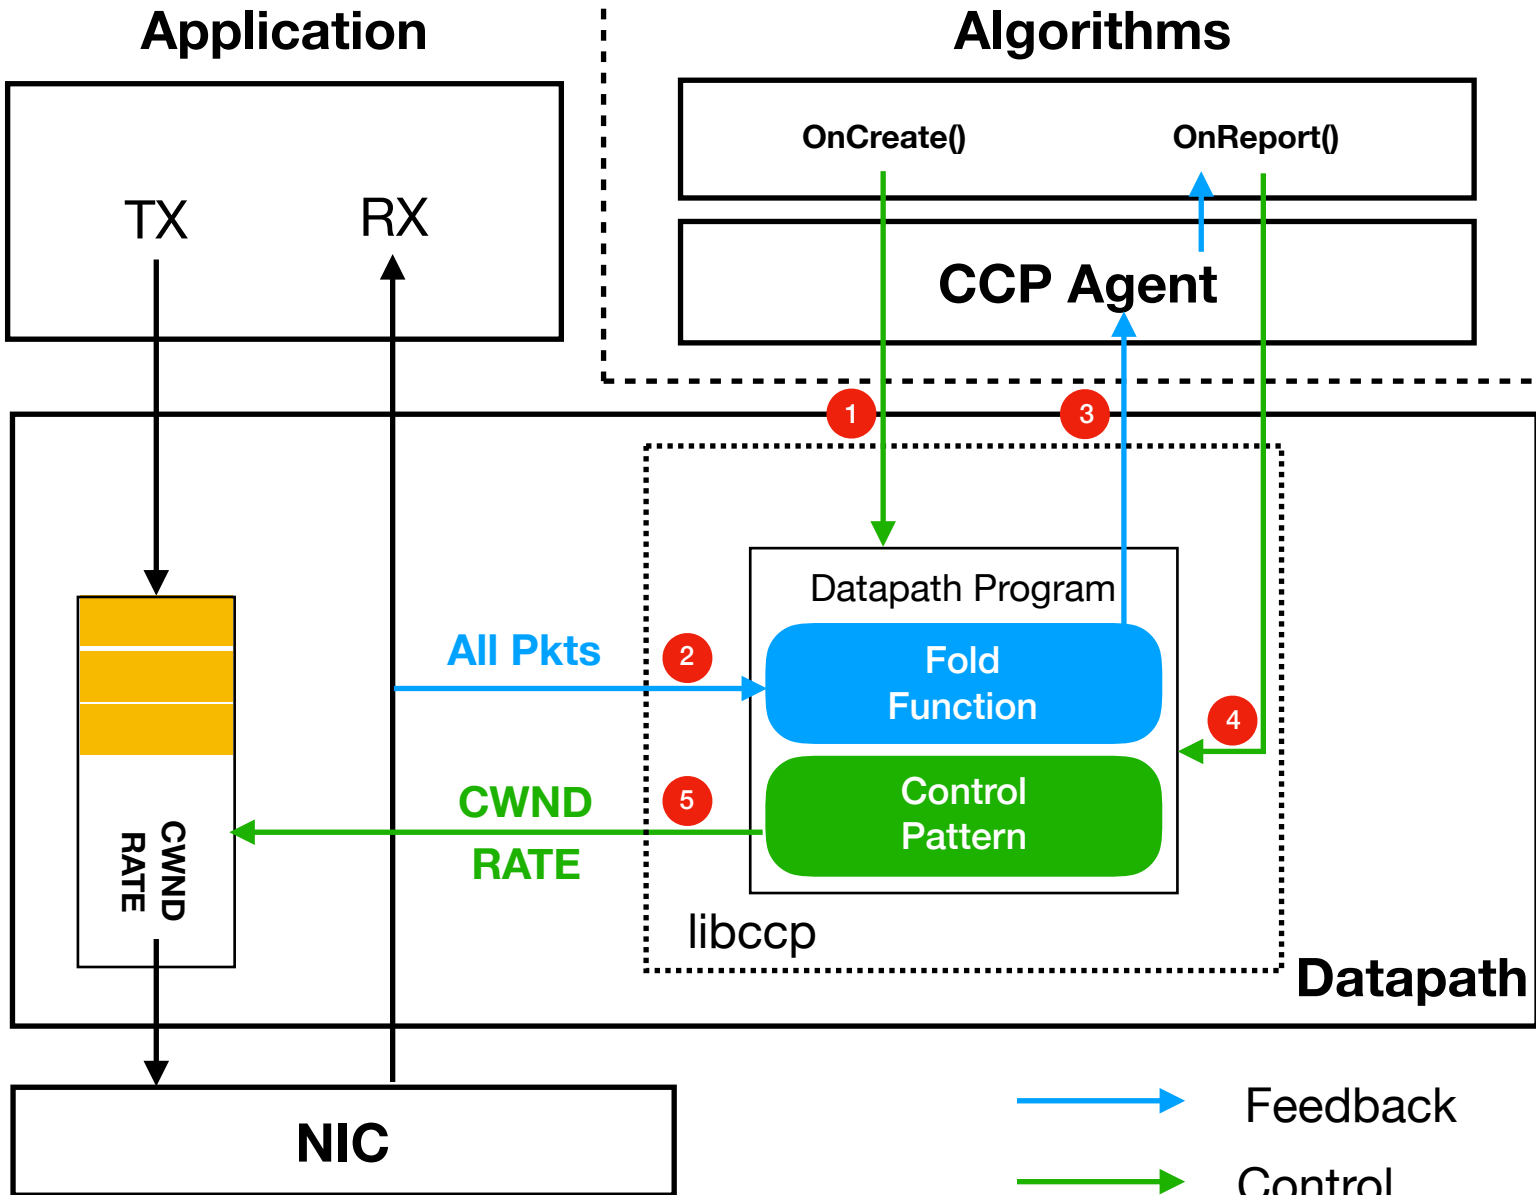 Application
Algorithms
OnCreate()
OnReport()
TX
RX
CCP Agent
1
3
Datapath Program
All Pkts
2
Fold
Function
4
CWND
RATE
5
Control
Pattern
CWND
RATE
libccp
Datapath
NIC
Feedback
Control